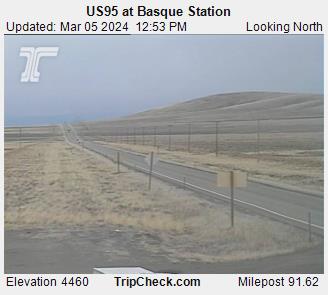 US95 at Basque Station
Updated: Mar 05 2024 12:53 PM Looking North
Elevation 4460 TripCheck.com Milepost 91.62